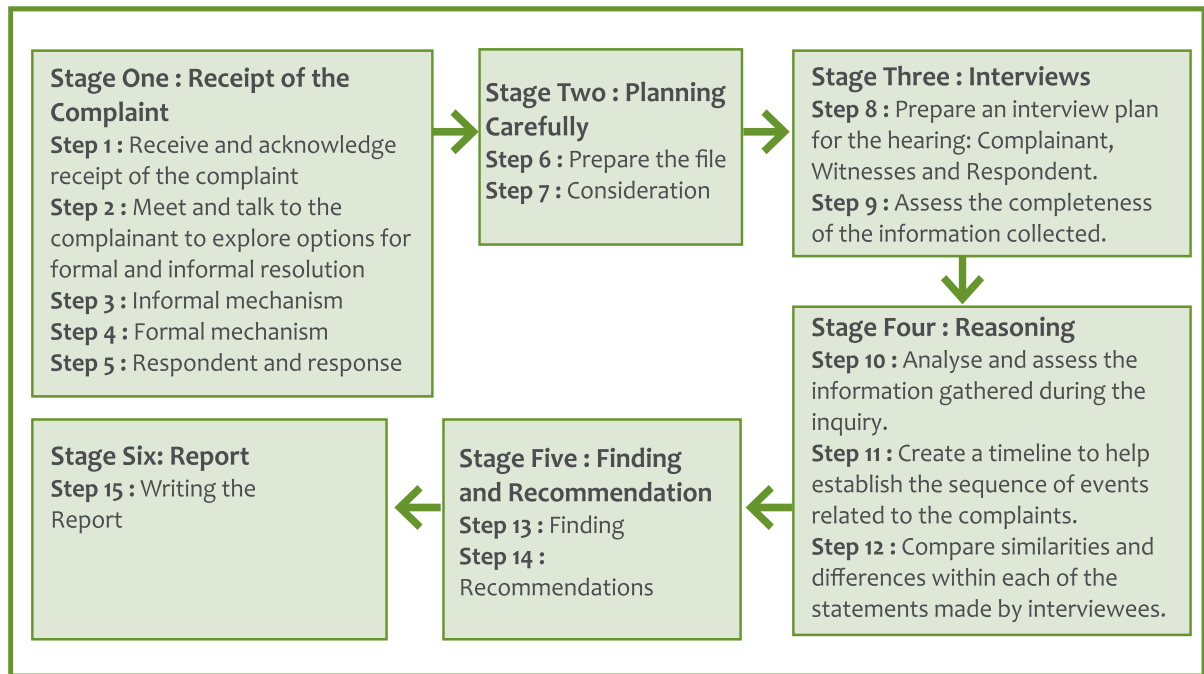 Stage One : Receipt of the
Complaint
Step 1 : Receive and acknowledge
receipt of the complaint
Step 2 : Meet and talk to the
complainant to explore options for
formal and informal resolution
Step 3 : Informal mechanism
Step 4 : Formal mechanism
Step 5 : Respondent and response
Stage Two : Planning
Carefully
Step 6 : Prepare the file
Step 7 : Consideration
Stage Three : Interviews
Step 8 : Prepare an interview plan
for the hearing: Complainant,
Witnesses and Respondent.
Step 9 : Assess the completeness
of the information collected.
Stage Four : Reasoning
Step 10 : Analyse and assess the
information gathered during the
inquiry.
Step 11 : Create a timeline to help
establish the sequence of events
related to the complaints.
Step 12 : Compare similarities and
differences within each of the
statements made by interviewees.
Stage Five : Finding
and Recommendation
Step 13 : Finding
Step 14 :
Recommendations
Stage Six: Report
Step 15 : Writing the
Report